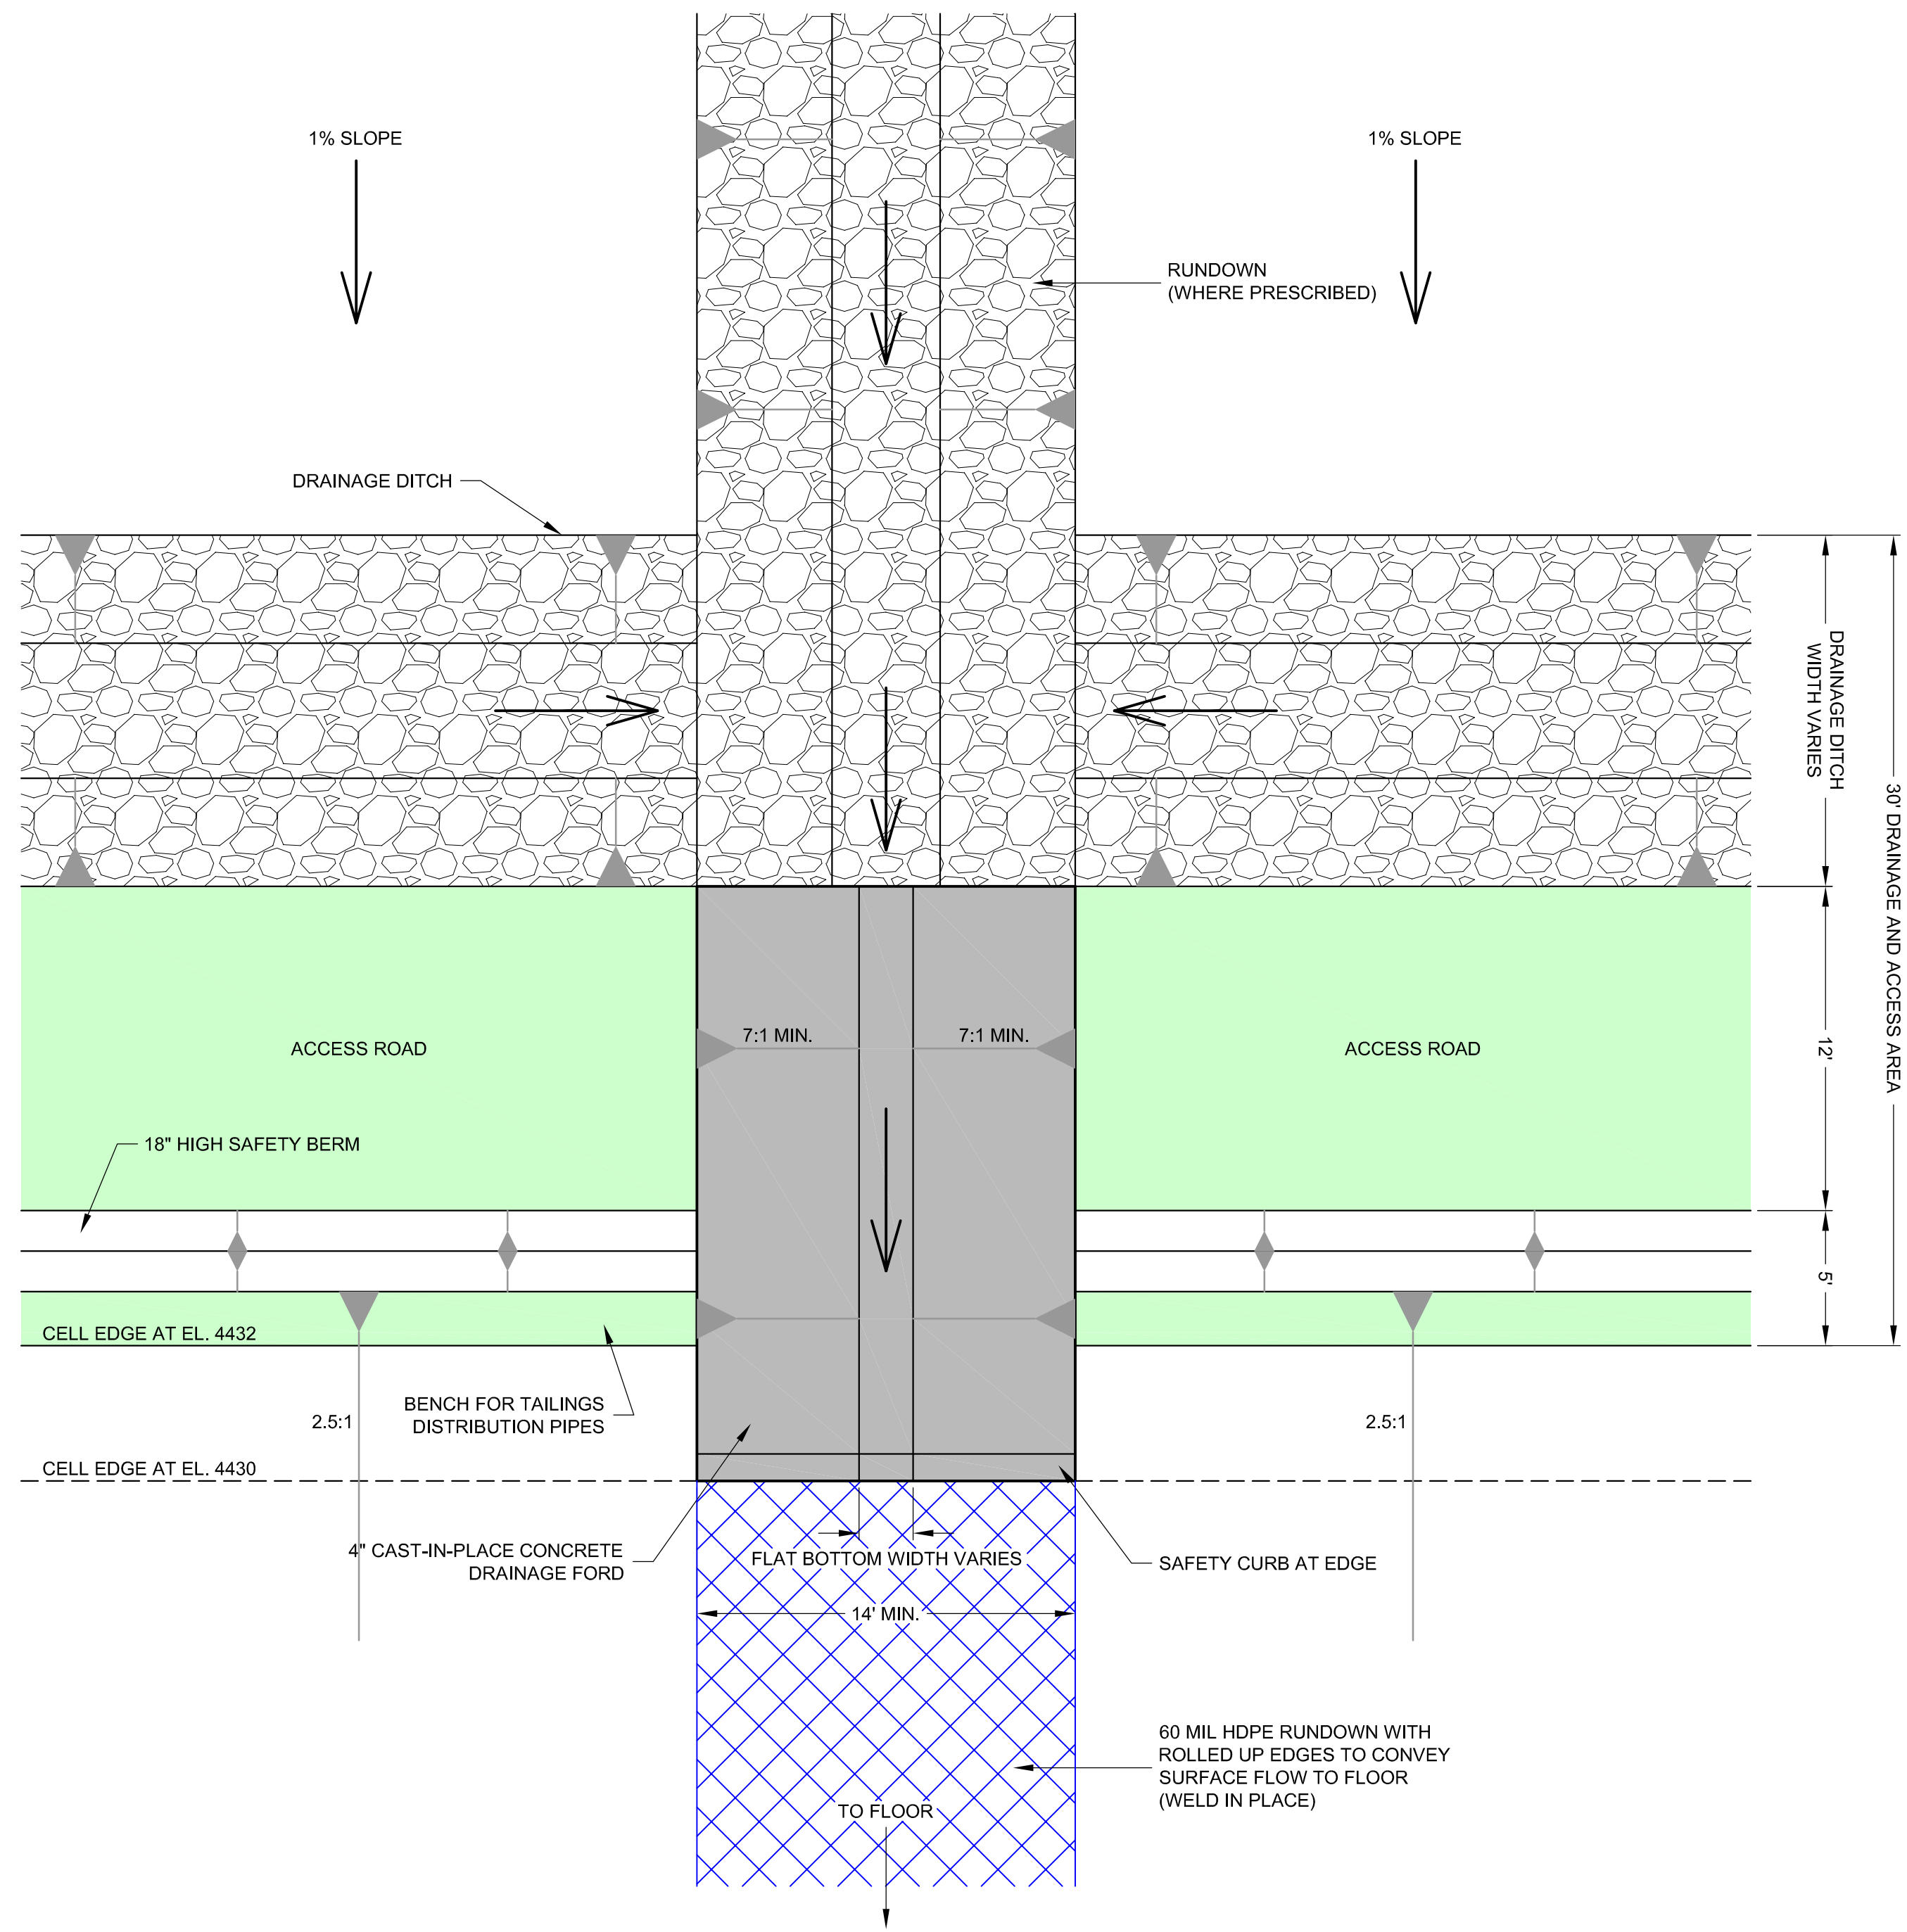 1% SLOPE
1% SLOPE
RUNDOWN
(WHERE PRESCRIBED)
DRAINAGE DITCH
DRAINAGE DITCH
WIDTH VARIES
30' DRAINAGE AND ACCESS AREA
7:1 MIN.
7:1 MIN.
ACCESS ROAD
ACCESS ROAD
12'
18" HIGH SAFETY BERM
5'
CELL EDGE AT EL. 4432
BENCH FOR TAILINGS
DISTRIBUTION PIPES
2.5:1
2.5:1
CELL EDGE AT EL. 4430
4" CAST-IN-PLACE CONCRETE
DRAINAGE FORD
FLAT BOTTOM WIDTH VARIES
SAFETY CURB AT EDGE
14' MIN.
60 MIL HDPE RUNDOWN WITH
ROLLED UP EDGES TO CONVEY
SURFACE FLOW TO FLOOR
(WELD IN PLACE)
TO FLOOR